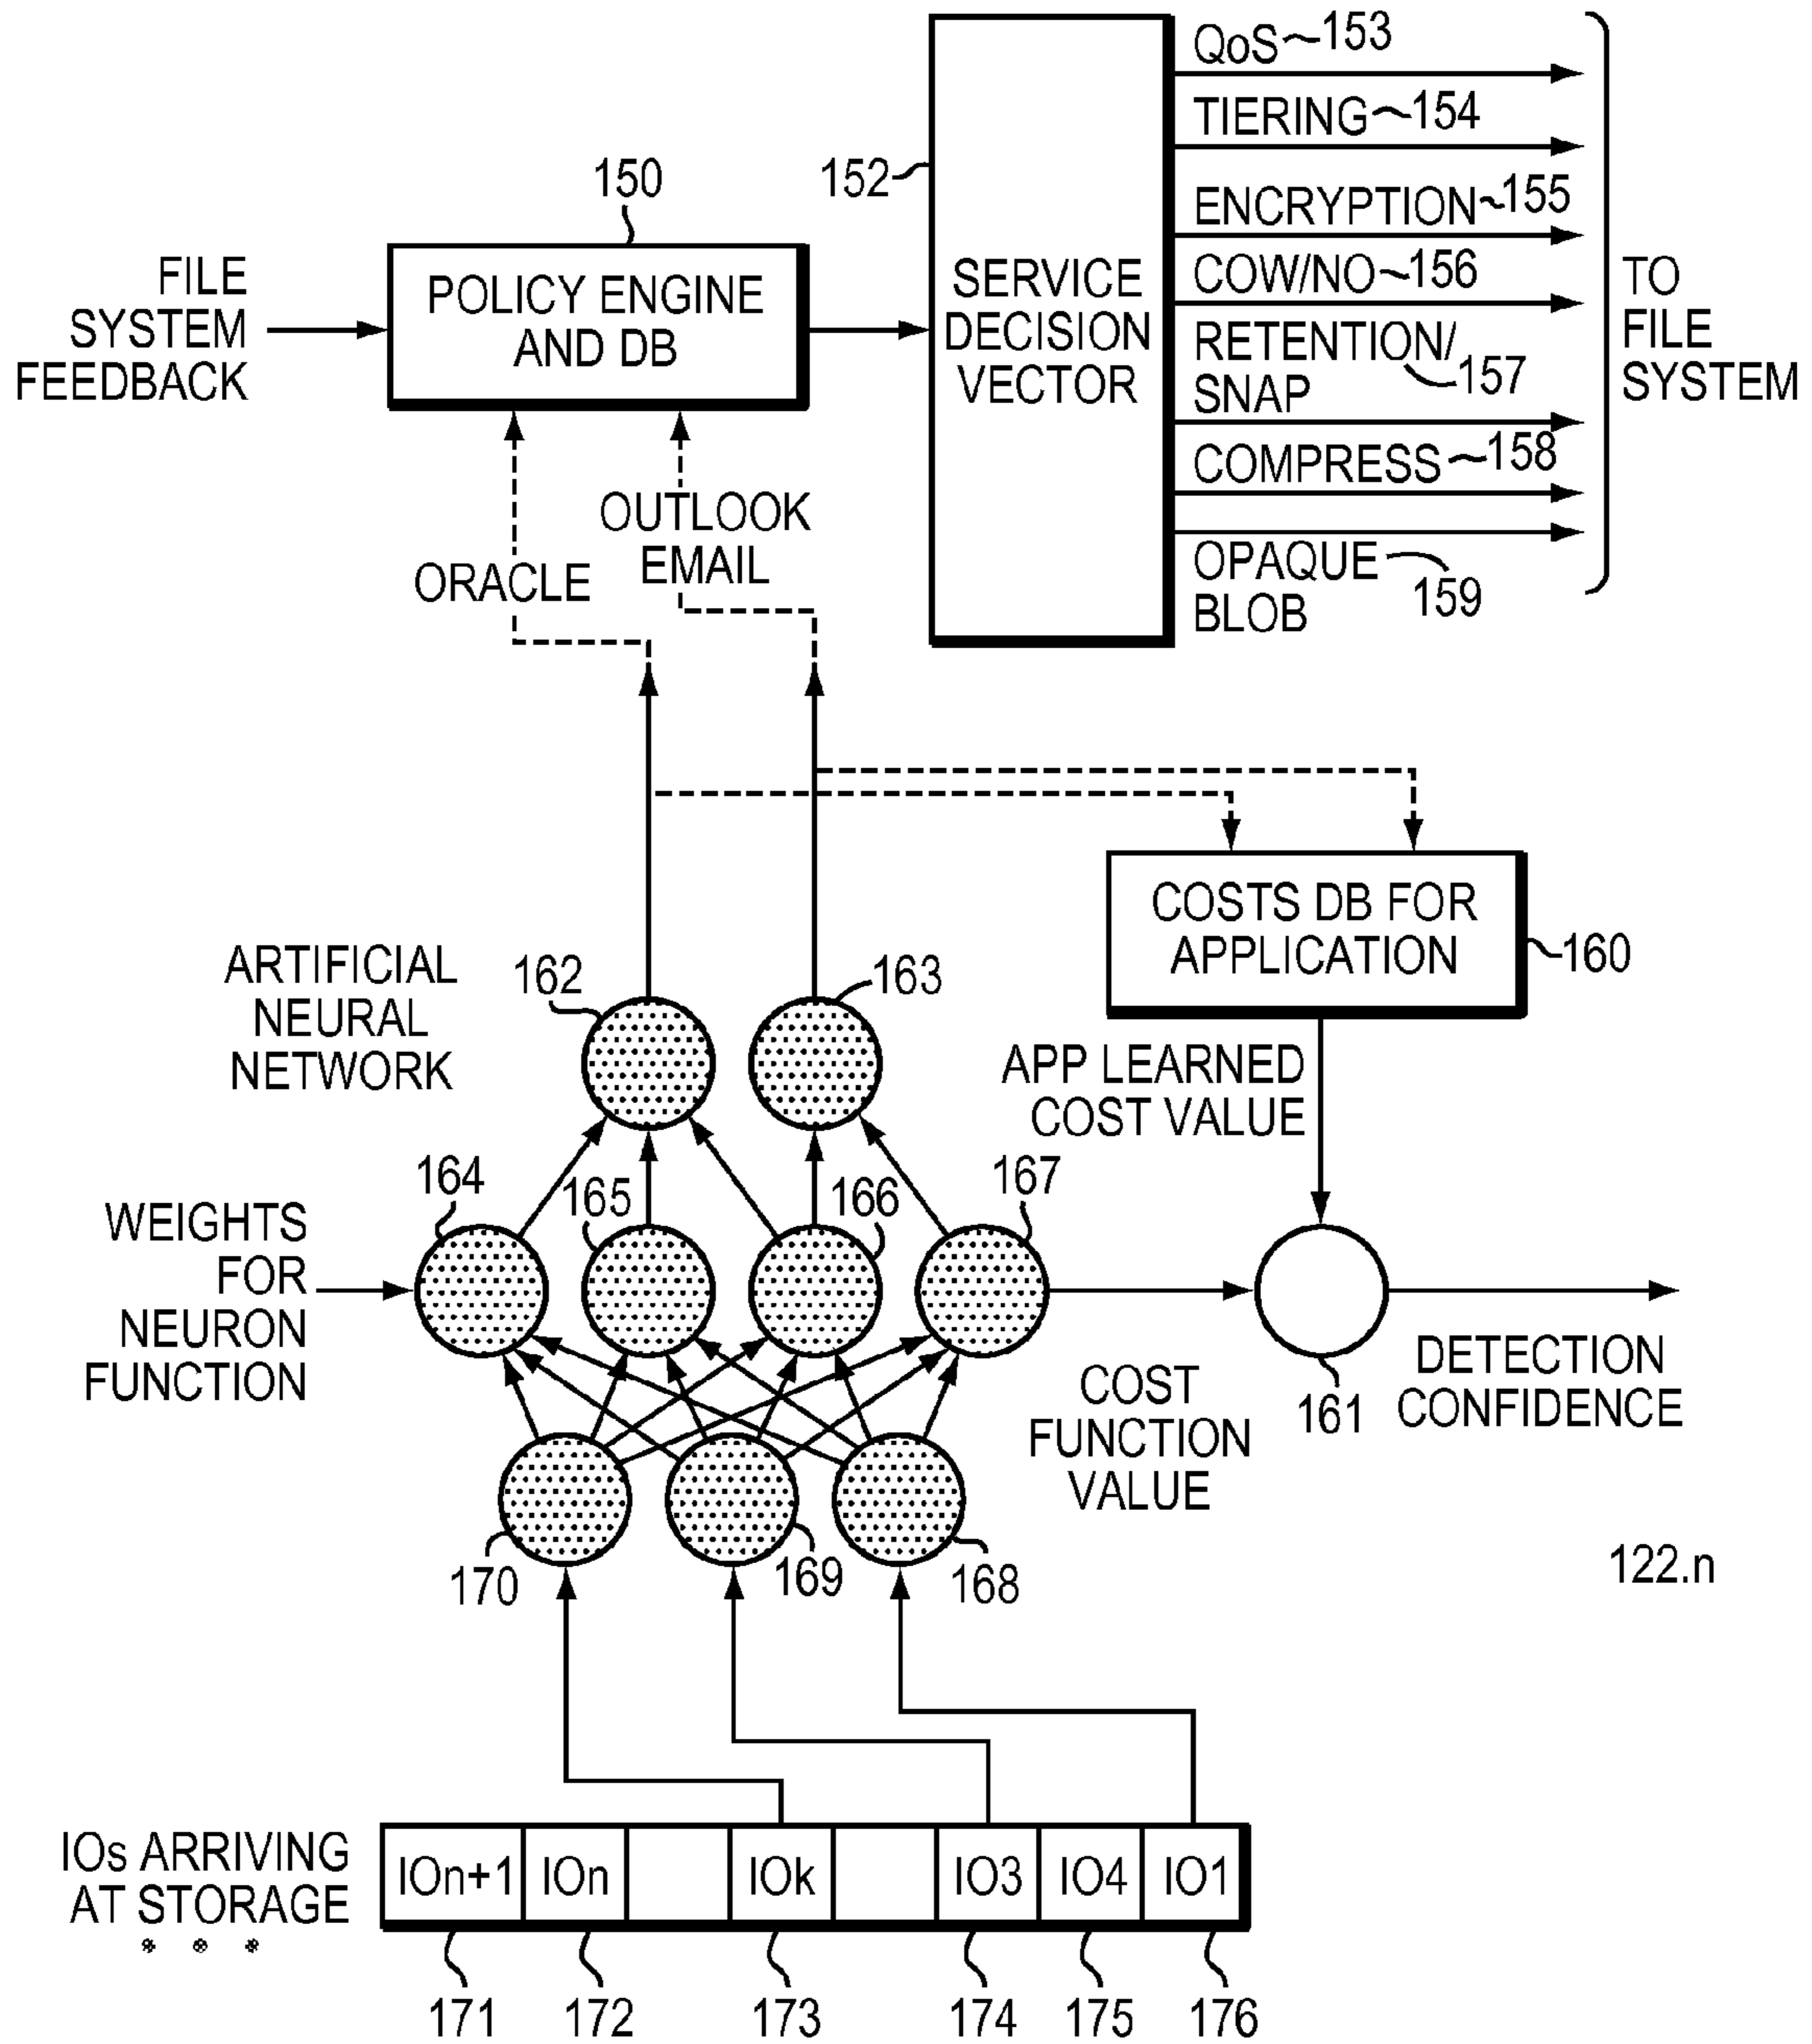 QoS 153
TIERING 154
ENCRYPTION 155
COW/NO 156
RETENTION/
SNAP 157
COMPRESS 158
OPAQUE
BLOB 159
TO
FILE
SYSTEM
152
SERVICE
DECISION
VECTOR
150
POLICY ENGINE
AND DB
FILE
SYSTEM
FEEDBACK
OUTLOOK
EMAIL
ORACLE
COSTS DB FOR
APPLICATION
160
ARTIFICIAL
NEURAL
NETWORK
162
163
APP LEARNED
COST VALUE
164
165
166
167
WEIGHTS
FOR
NEURON
FUNCTION
COST
FUNCTION
VALUE
161
DETECTION
CONFIDENCE
170
169
168
122.n
IOs ARRIVING
AT STORAGE
IOn+1 IOn IOk IO3 IO4 IO1
171 172 173 174 175 176